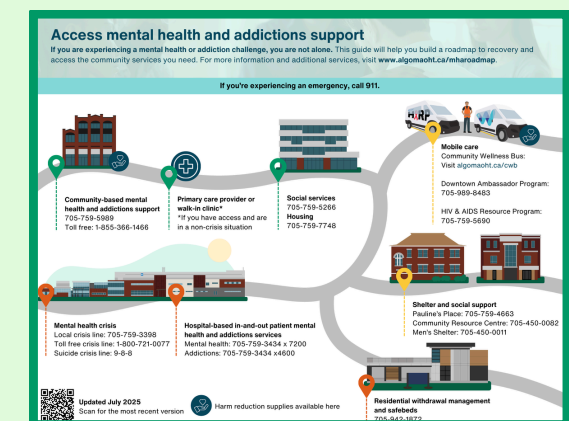 Access mental health and addictions support
If you are experiencing a mental health or addiction challenge, you are not alone. This guide will help you build a roadmap to recovery and
access the community services you need. For more information and additional services, visit www.algomaoht.ca/mharoadmap.
If you're experiencing an emergency, call 911.
Community-based mental
health and addictions support
705-759-5989
Toll free: 1-855-366-1466
Primary care provider or
walk-in clinic*
*If you have access and are
in a non-crisis situation
Social services
705-759-5266
Housing
705-759-7748
HARP
Mobile care
Community Wellness Bus:
Visit algomaoht.ca/cwb
Downtown Ambassador Program:
705-989-8483
HIV & AIDS Resource Program:
705-759-5690
Mental health crisis
Local crisis line: 705-759-3398
Toll free crisis line: 1-800-721-0077
Suicide crisis line: 9-8-8
Hospital-based in-and-out patient mental
health and addictions services
Mental health: 705-759-3434 x 7200
Addictions: 705-759-3434 x4600
Shelter and social support
Pauline's Place: 705-759-4663
Community Resource Centre: 705-450-0082
Men's Shelter: 705-450-0011
Residential withdrawal management
and safebeds
705-942-1872
Updated July 2025
Scan for the most recent version
Harm reduction supplies available here